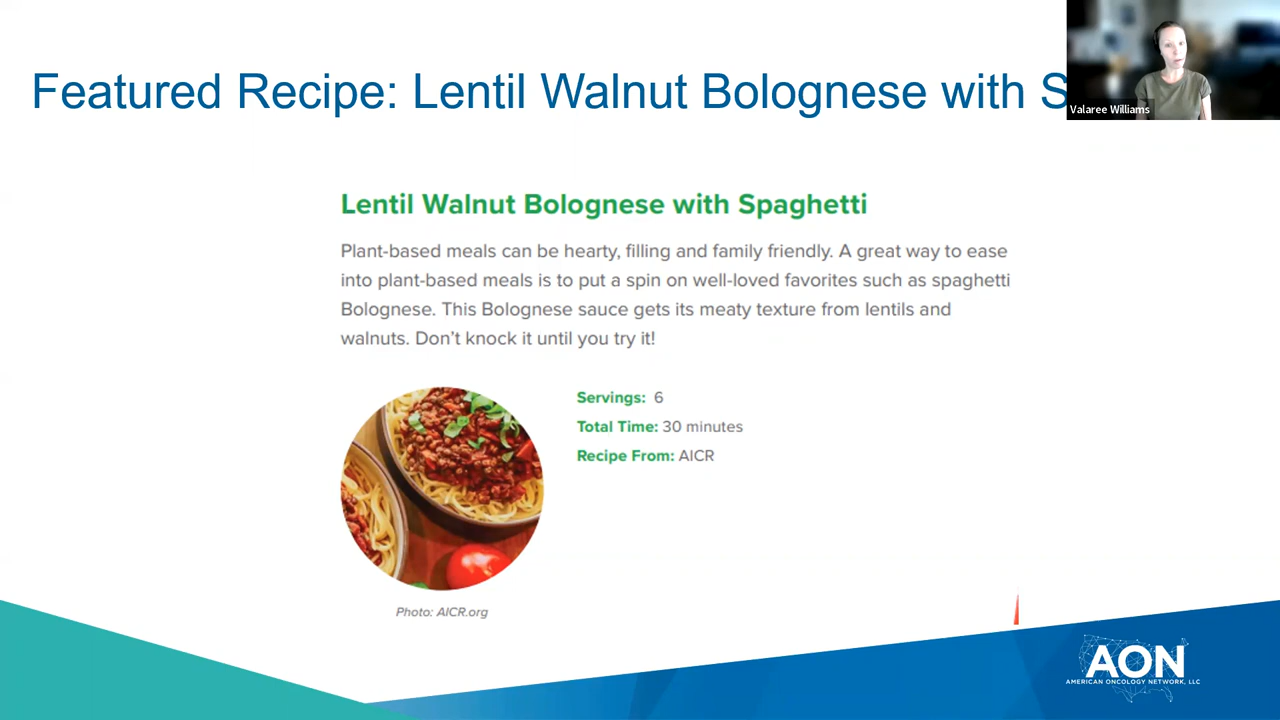 Featured Recipe: Lentil Walnut Bolognese with S
Valaree Williams
Lentil Walnut Bolognese with Spaghetti
Plant-based meals can be hearty, filling and family friendly. A great way to ease
into plant-based meals is to put a spin on well-loved favorites such as spaghetti
Bolognese. This Bolognese sauce gets its meaty texture from lentils and
walnuts. Don’t knock it until you try it!
Servings: 6
Total Time: 30 minutes
Recipe From: AICR
Photo: AICR.org
AON
AMERICAN ONCOLOGY NETWORK, LLC